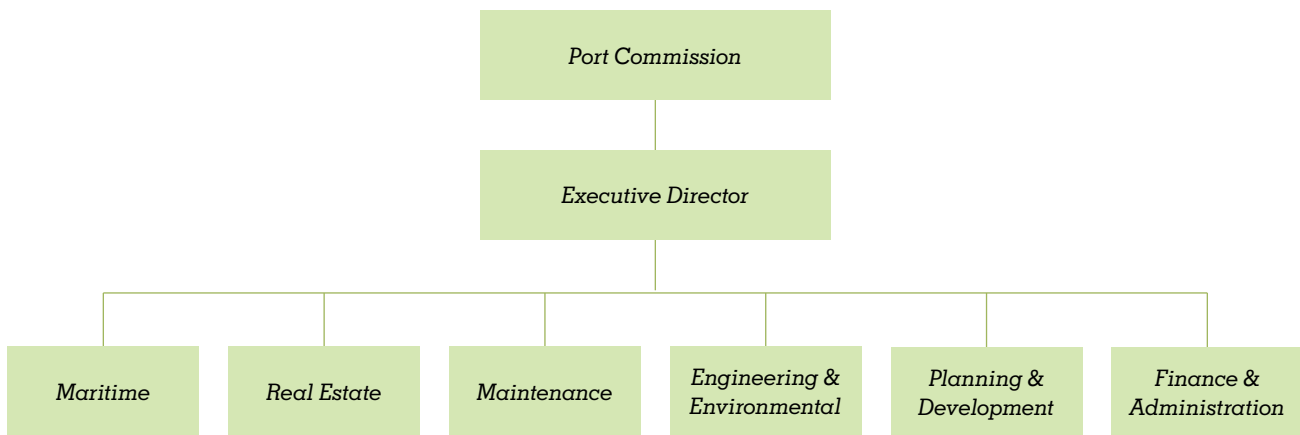 Port Commission
Executive Director
Maritime
Real Estate
Maintenance
Engineering &
Environmental
Planning &
Development
Finance &
Administration